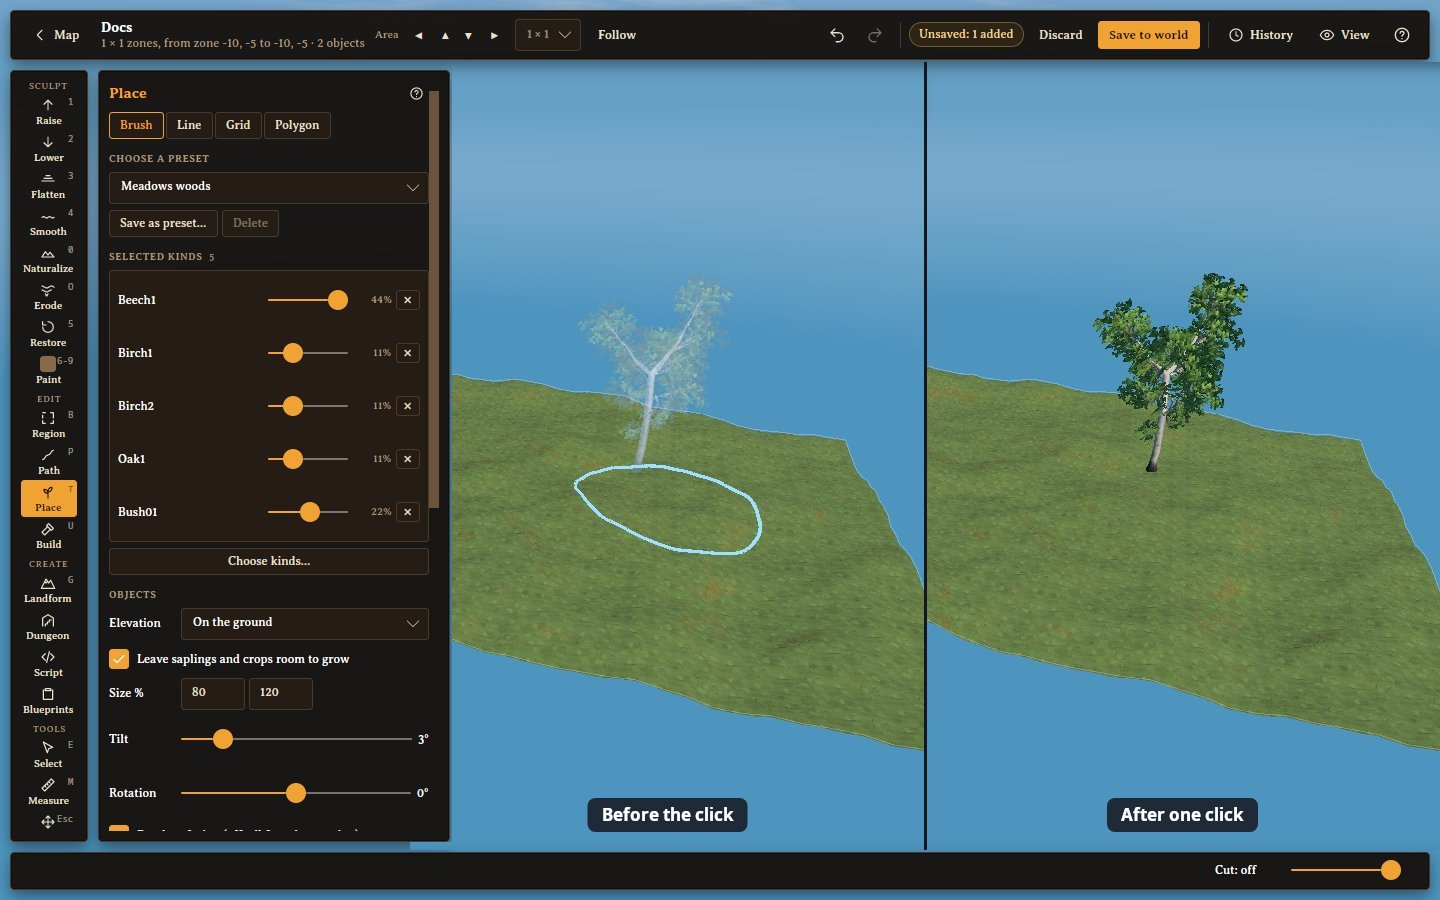 Map
Docs
1 × 1 zones, from zone -10, -5 to -10, -5 · 2 objects
Area
1 × 1
Follow
Unsaved: 1 added
Discard
Save to world
History
View
SCULPT
Raise 1
Lower 2
Flatten 3
Smooth 4
Naturalize 0
Erode O
Restore 5
Paint 6-9
EDIT
Region B
Path P
Place T
Build U
CREATE
Landform G
Dungeon
Script
Blueprints
TOOLS
Select E
Measure M
Esc
Place
Brush Line Grid Polygon
CHOOSE A PRESET
Meadows woods
Save as preset... Delete
SELECTED KINDS 5
Beech1 44%
Birch1 11%
Birch2 11%
Oak1 11%
Bush01 22%
Choose kinds...
OBJECTS
Elevation On the ground
Leave saplings and crops room to grow
Size % 80 120
Tilt 3°
Rotation 0°
Before the click
After one click
Cut: off